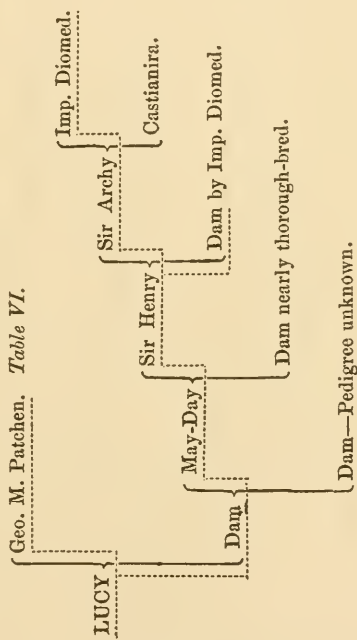 Table VI.
Geo. M. Patchen.
LUCY
Dam
May-Day
Dam—Pedigree unknown.
Sir Henry
Dam nearly thorough-bred.
Sir Archy
Dam by Imp. Diomed.
Imp. Diomed.
Castianira.